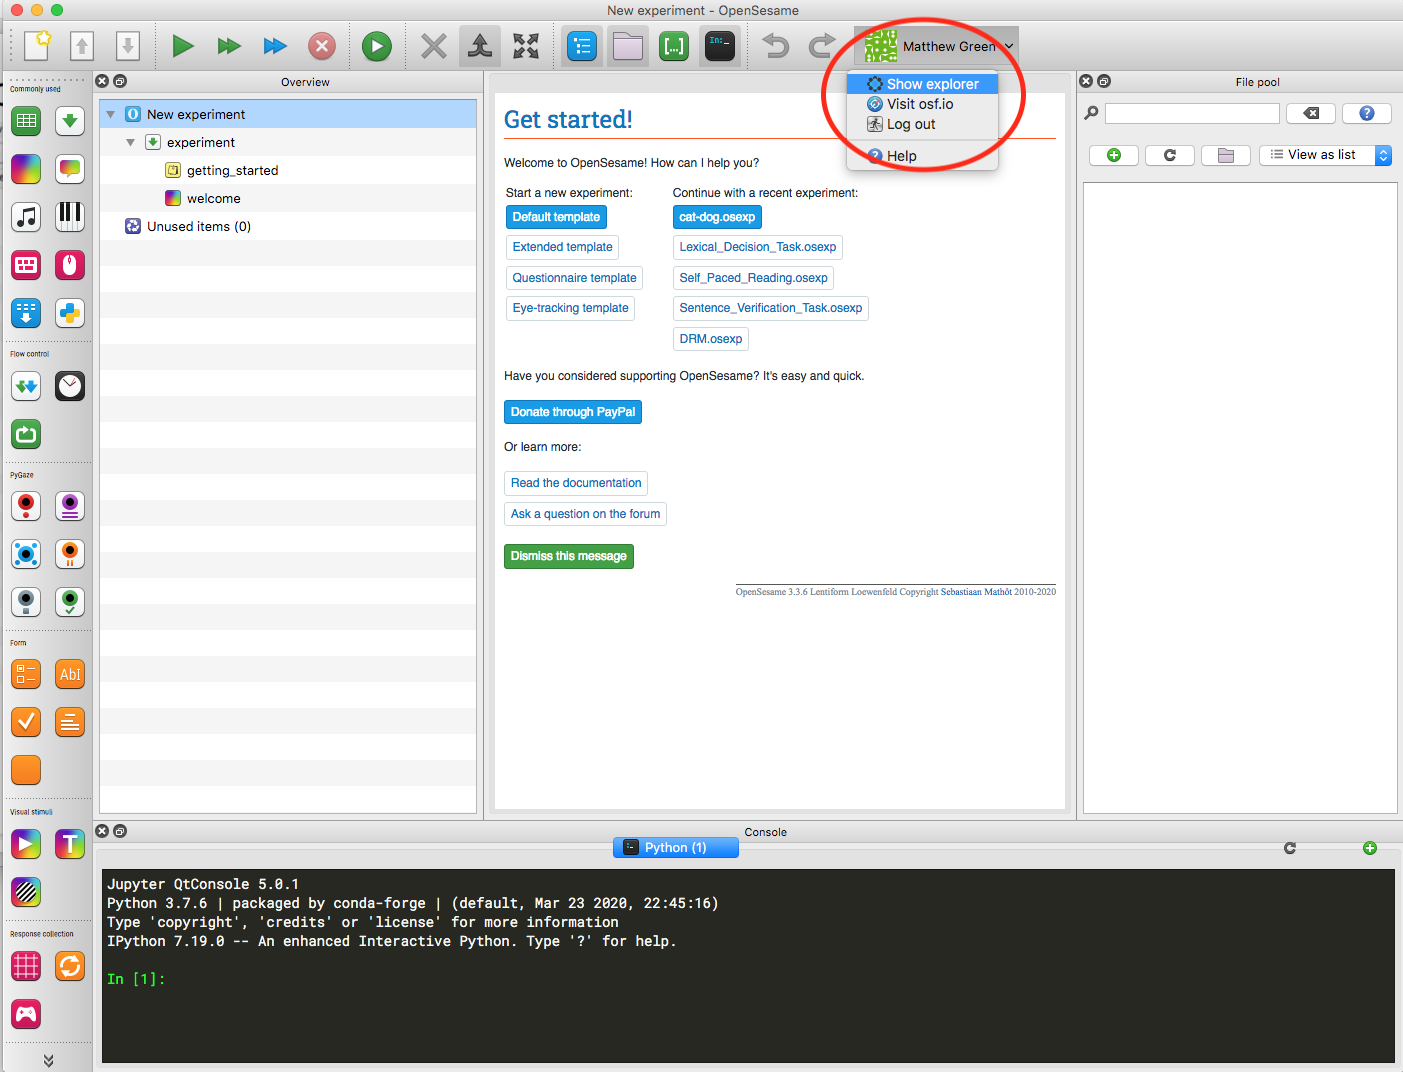 New experiment - OpenSesame
In:_
Matthew Green
Show explorer
Visit osf.io
Log out
Help
Commonly used
Flow control
PyGaze
Form
AbI
Visual stimuli
T
Response collection
Overview
New experiment
experiment
getting_started
welcome
Unused items (0)
Get started!
Welcome to OpenSesame! How can I help you?
Start a new experiment:
Default template
Extended template
Questionnaire template
Eye-tracking template
Continue with a recent experiment:
cat-dog.osexp
Lexical_Decision_Task.osexp
Self_Paced_Reading.osexp
Sentence_Verification_Task.osexp
DRM.osexp
Have you considered supporting OpenSesame? It's easy and quick.
Donate through PayPal
Or learn more:
Read the documentation
Ask a question on the forum
Dismiss this message
OpenSesame 3.3.6 Lentiform Loewenfeld Copyright Sebastiaan Mathôt 2010-2020
File pool
View as list
Console
Python (1)
Jupyter QtConsole 5.0.1
Python 3.7.6 | packaged by conda-forge | (default, Mar 23 2020, 22:45:16)
Type 'copyright', 'credits' or 'license' for more information
IPython 7.19.0 -- An enhanced Interactive Python. Type '?' for help.
In [1]: